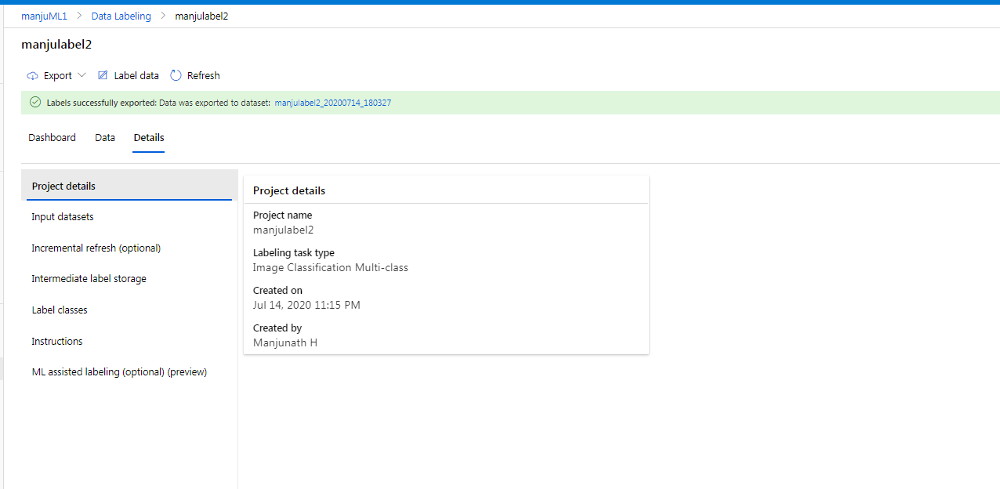 manjuML1 > Data Labeling > manjulabel2
manjulabel2
Export Label data Refresh
Labels successfully exported: Data was exported to dataset: manjulabel2_20200714_180327
Dashboard Data Details
Project details
Input datasets
Incremental refresh (optional)
Intermediate label storage
Label classes
Instructions
ML assisted labeling (optional) (preview)
Project details
Project name
manjulabel2
Labeling task type
Image Classification Multi-class
Created on
Jul 14, 2020 11:15 PM
Created by
Manjunath H